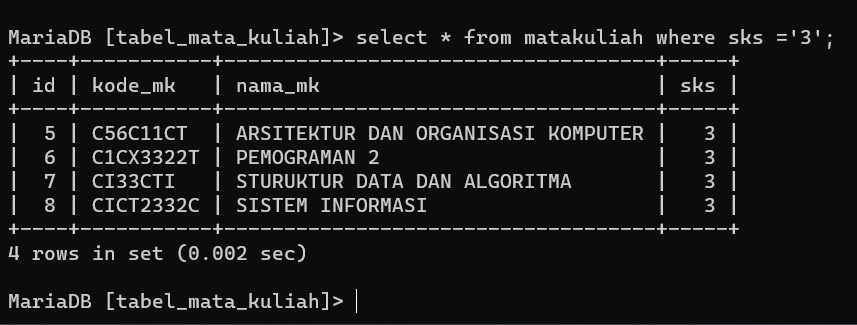 MariaDB [tabel_mata_kuliah]> select * from matakuliah where sks ='3';
+----+-----------+-----------------------------------+-----+
| id | kode_mk   | nama_mk                           | sks |
+----+-----------+-----------------------------------+-----+
|  5 | C56C11CT  | ARSITEKTUR DAN ORGANISASI KOMPUTER |   3 |
|  6 | C1CX3322T | PEMOGRAMAN 2                      |   3 |
|  7 | CI33CTI   | STURUKTUR DATA DAN ALGORITMA      |   3 |
|  8 | CICT2332C | SISTEM INFORMASI                  |   3 |
+----+-----------+-----------------------------------+-----+
4 rows in set (0.002 sec)
MariaDB [tabel_mata_kuliah]>